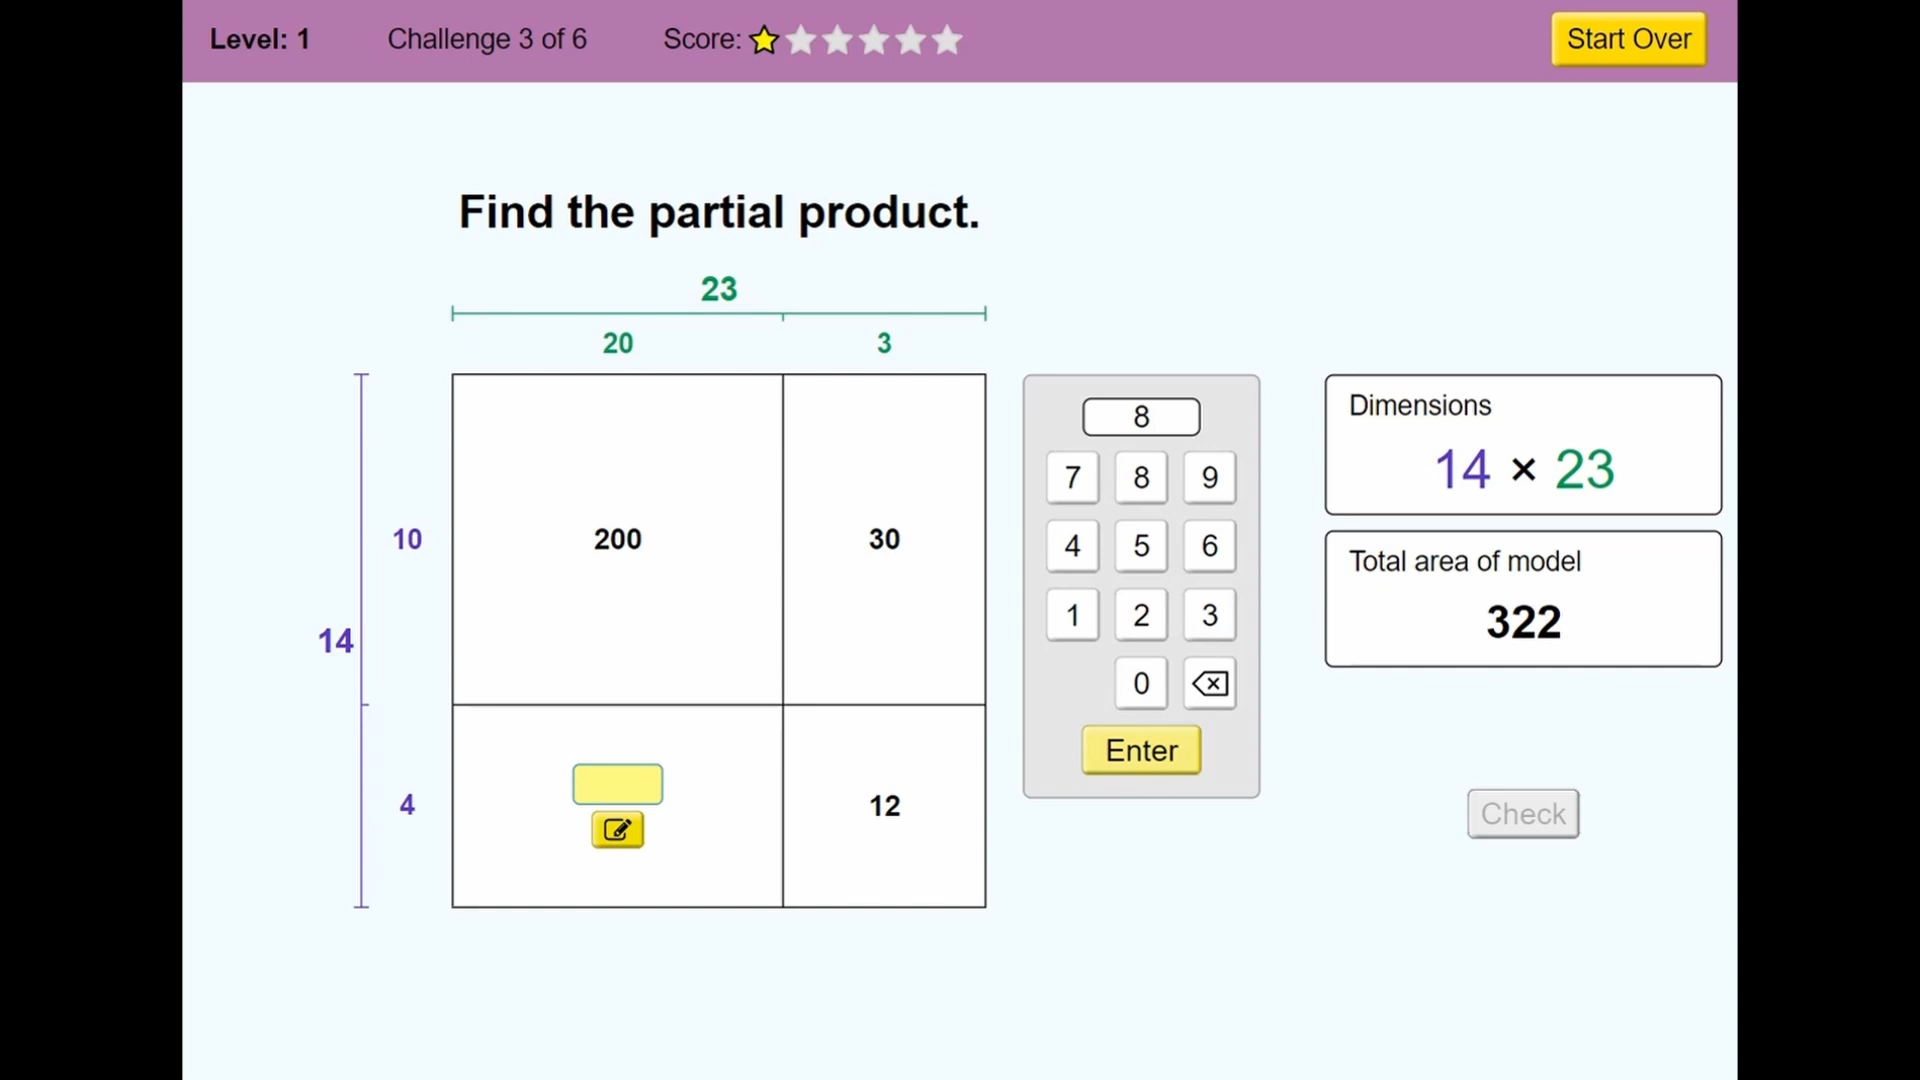 Level: 1 Challenge 3 of 6 Score: Start Over
Find the partial product.
23
20 3
14
10
4
200 30
12
8
7 8 9
4 5 6
1 2 3
0
Enter
Dimensions
14 × 23
Total area of model
322
Check